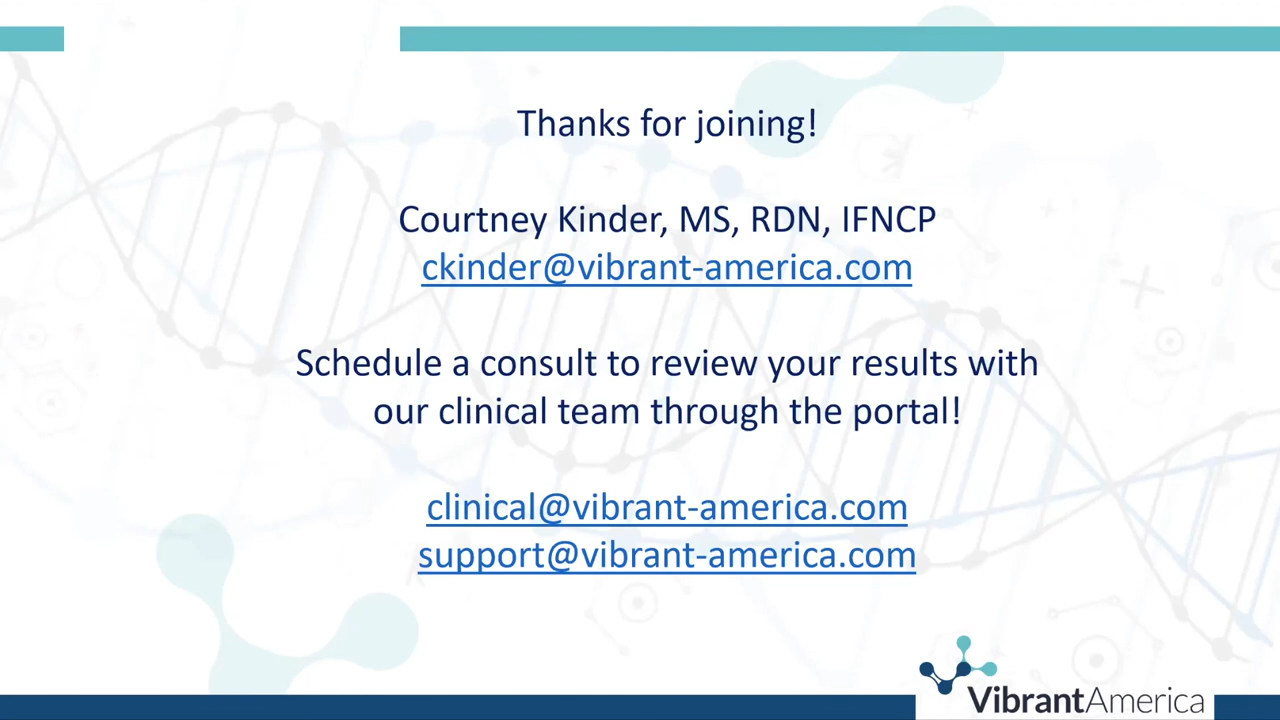 Thanks for joining!
Courtney Kinder, MS, RDN, IFNCP
ckinder@vibrant-america.com
Schedule a consult to review your results with
our clinical team through the portal!
clinical@vibrant-america.com
support@vibrant-america.com
VibrantAmerica